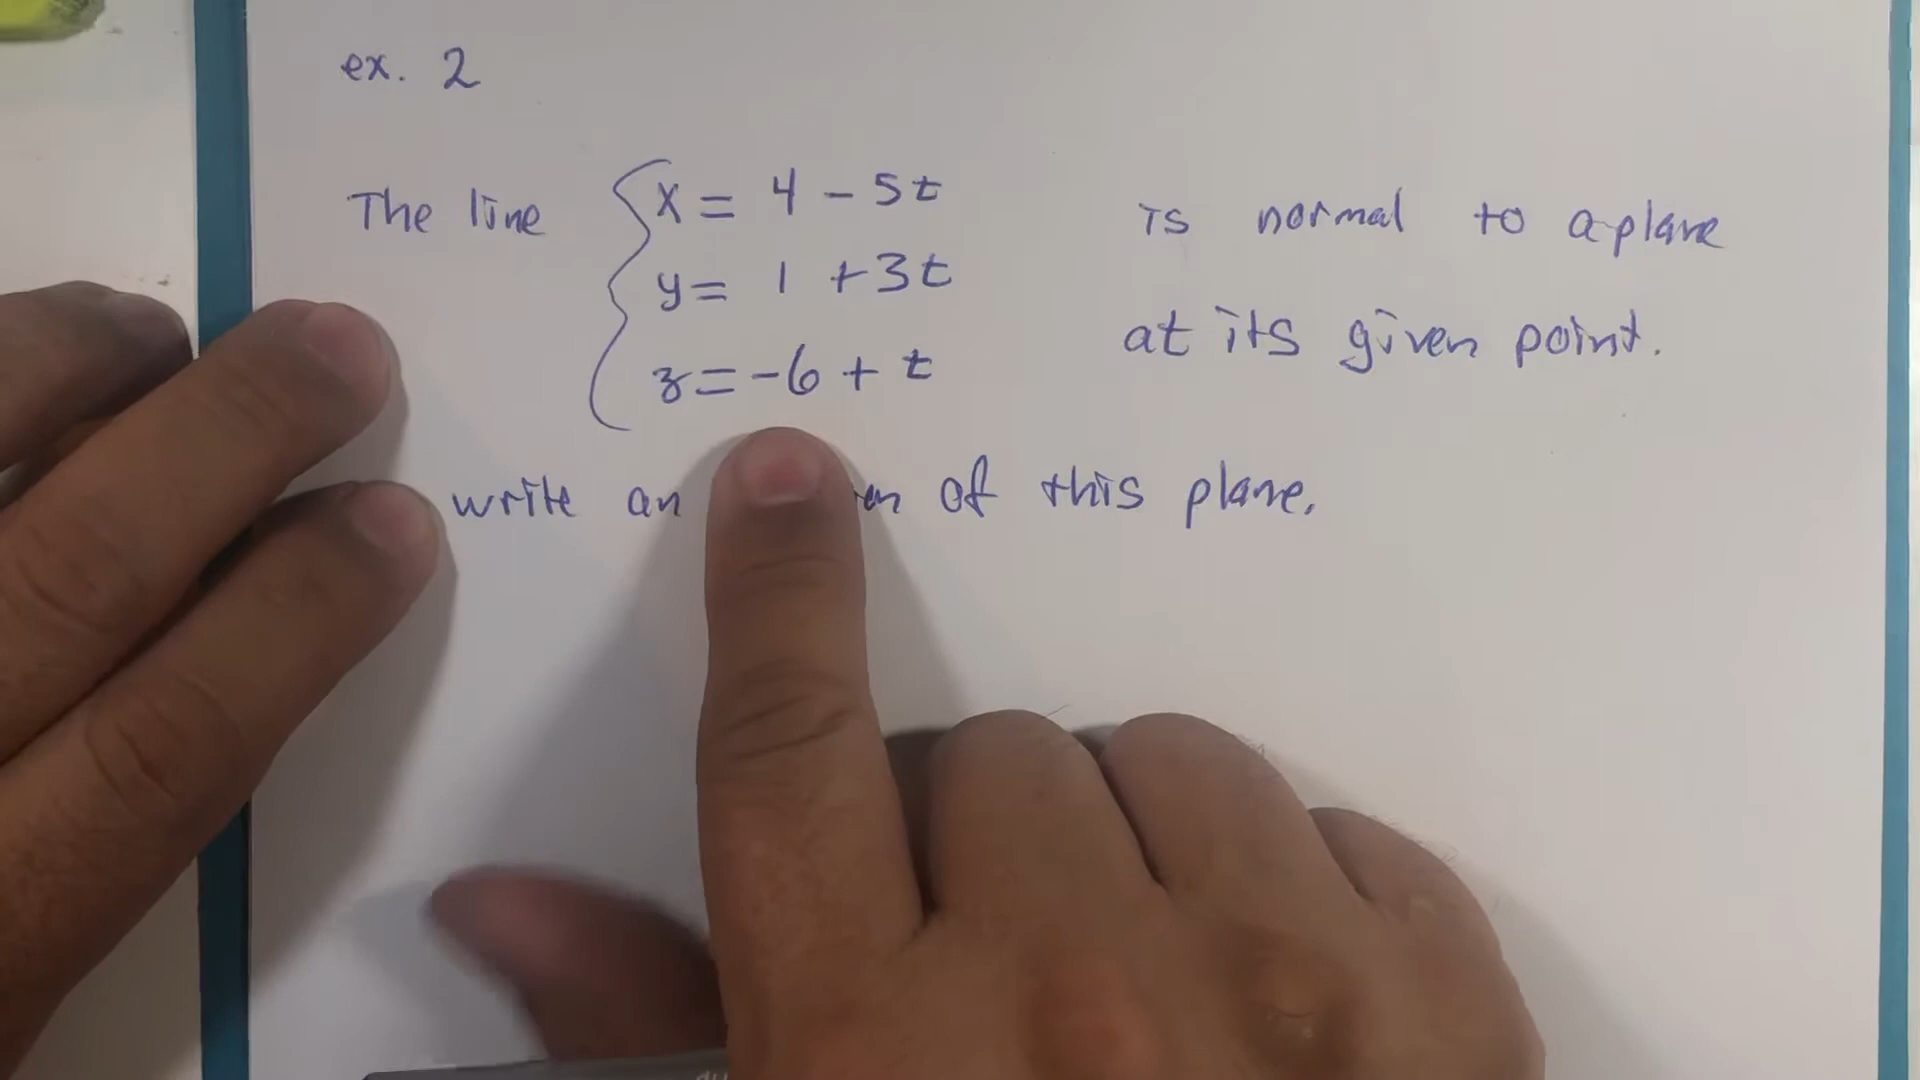 ex. 2
The line { x = 4 - 5t is normal to a plane
y = 1 + 3t
at its given point.
z = -6 + t
write an of this plane.